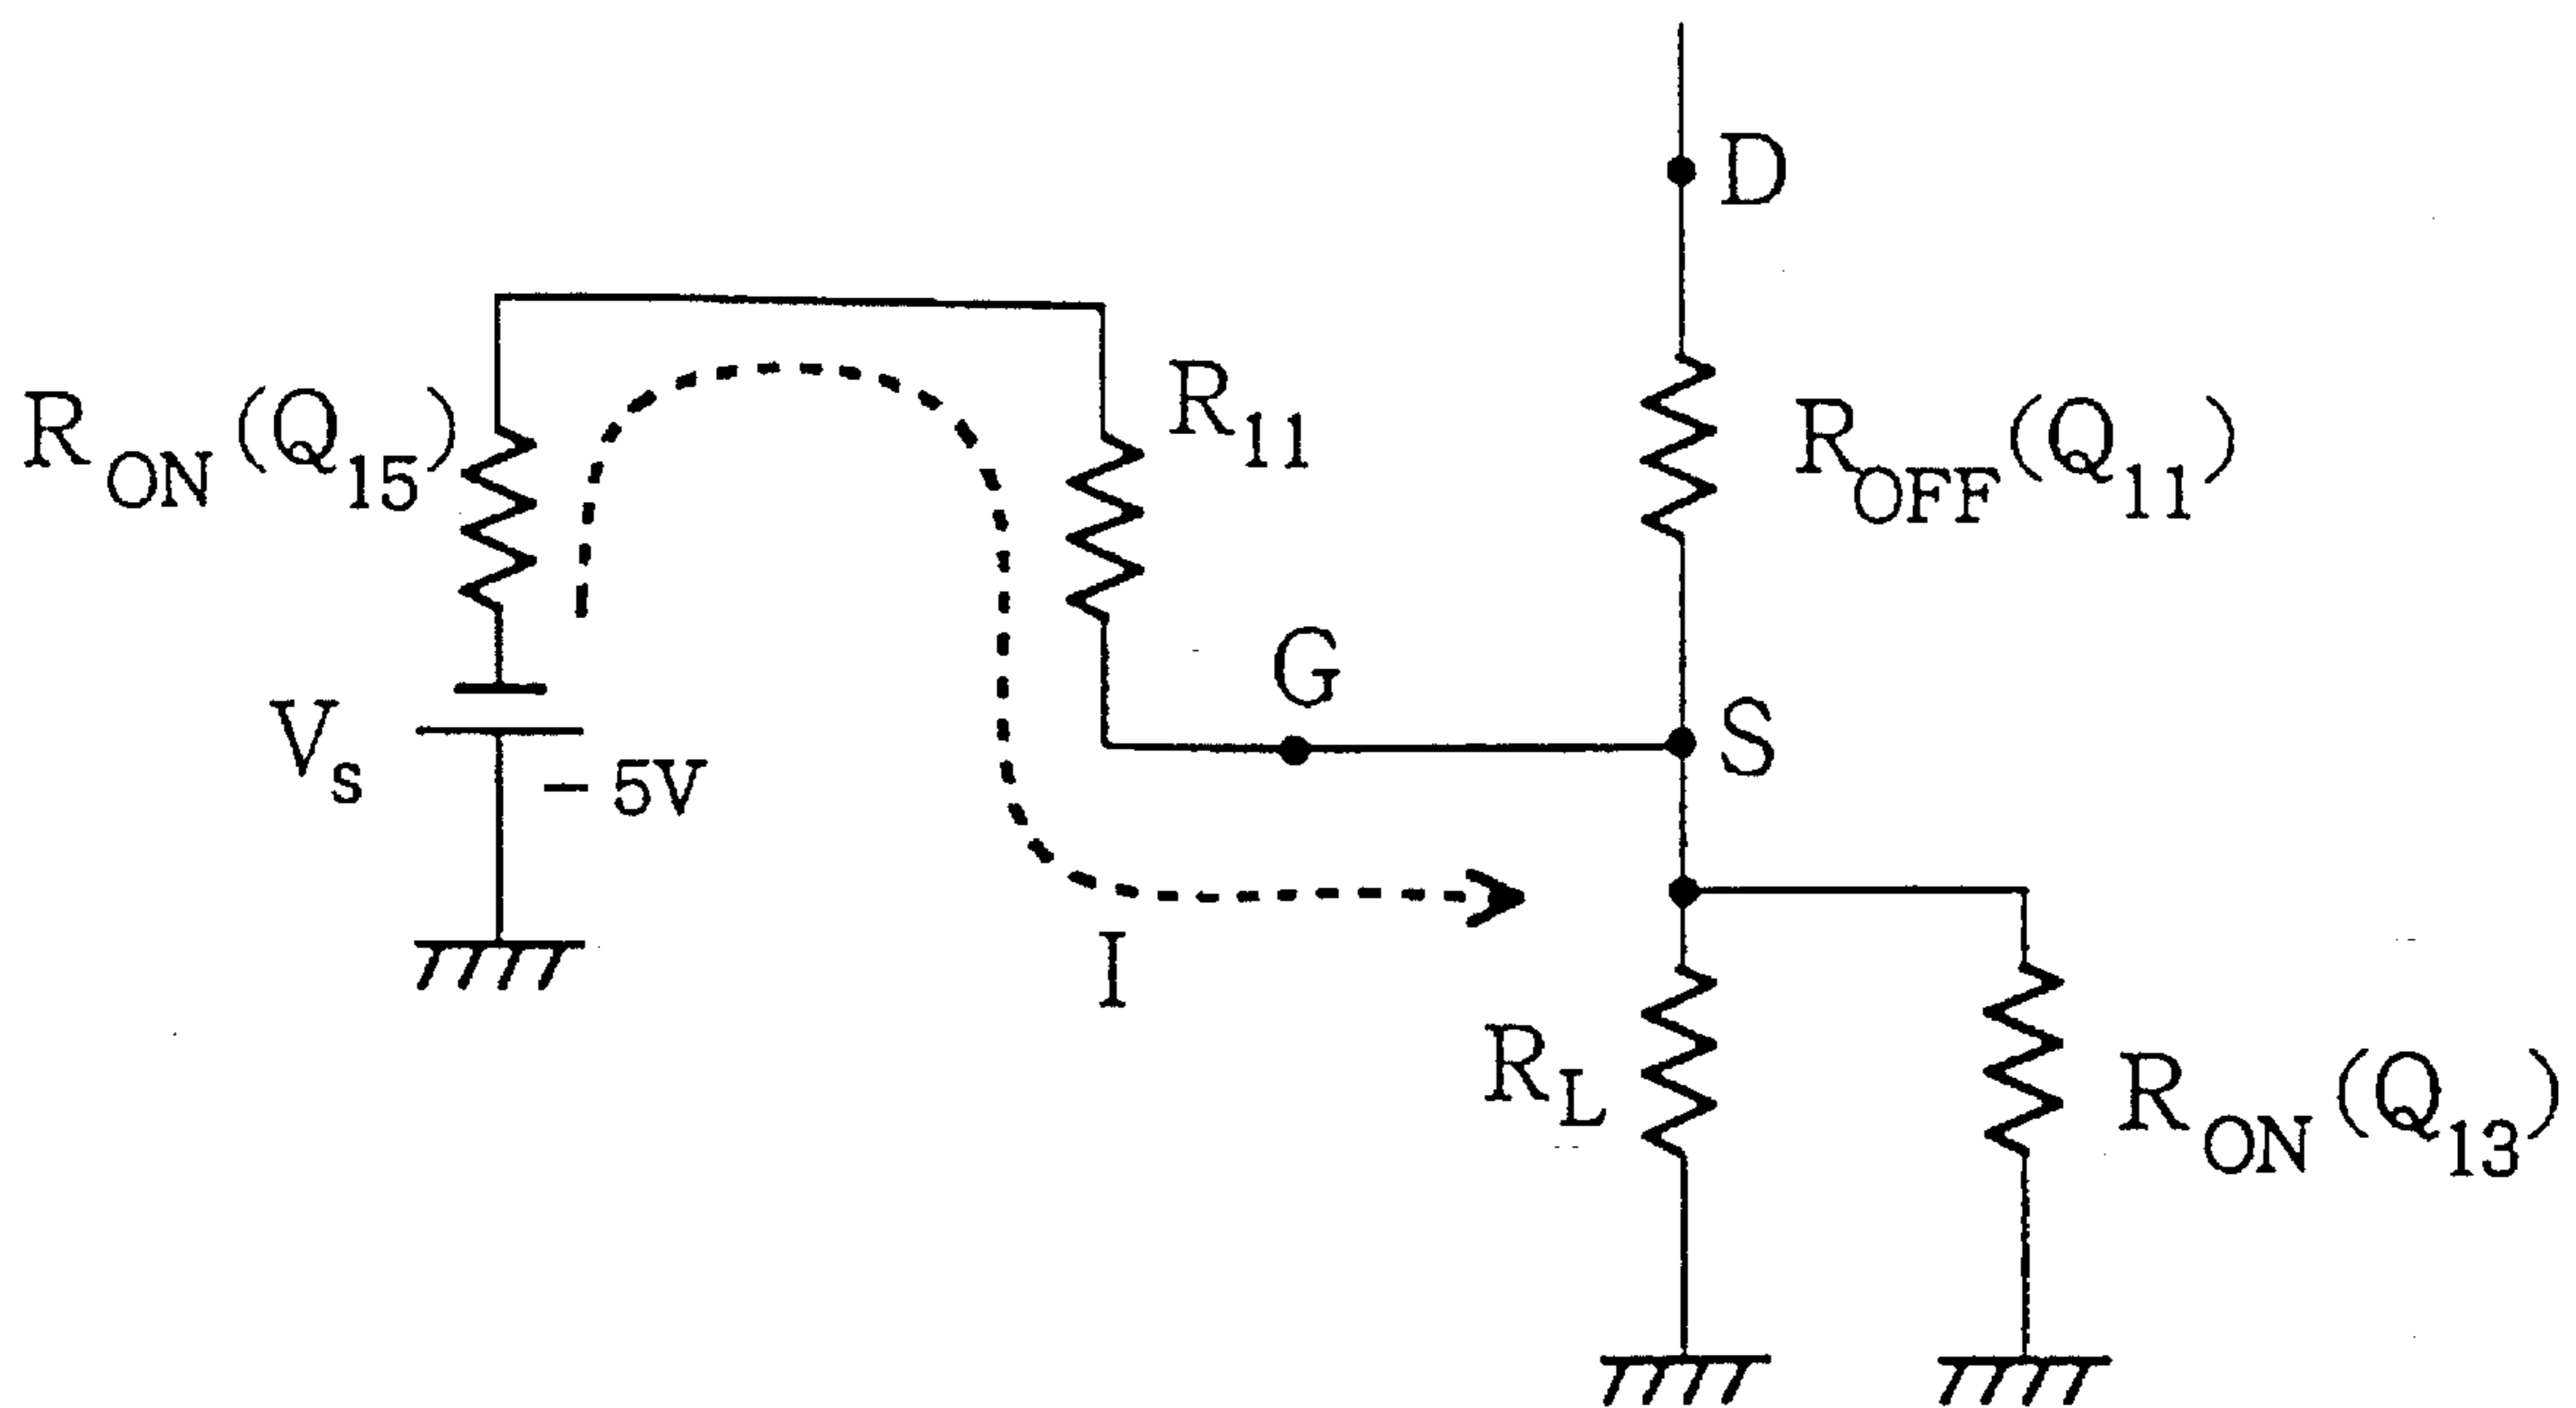 D
R_ON (Q_15)
R_11
R_OFF (Q_11)
G
S
V_s
- 5V
I
R_L
R_ON (Q_13)